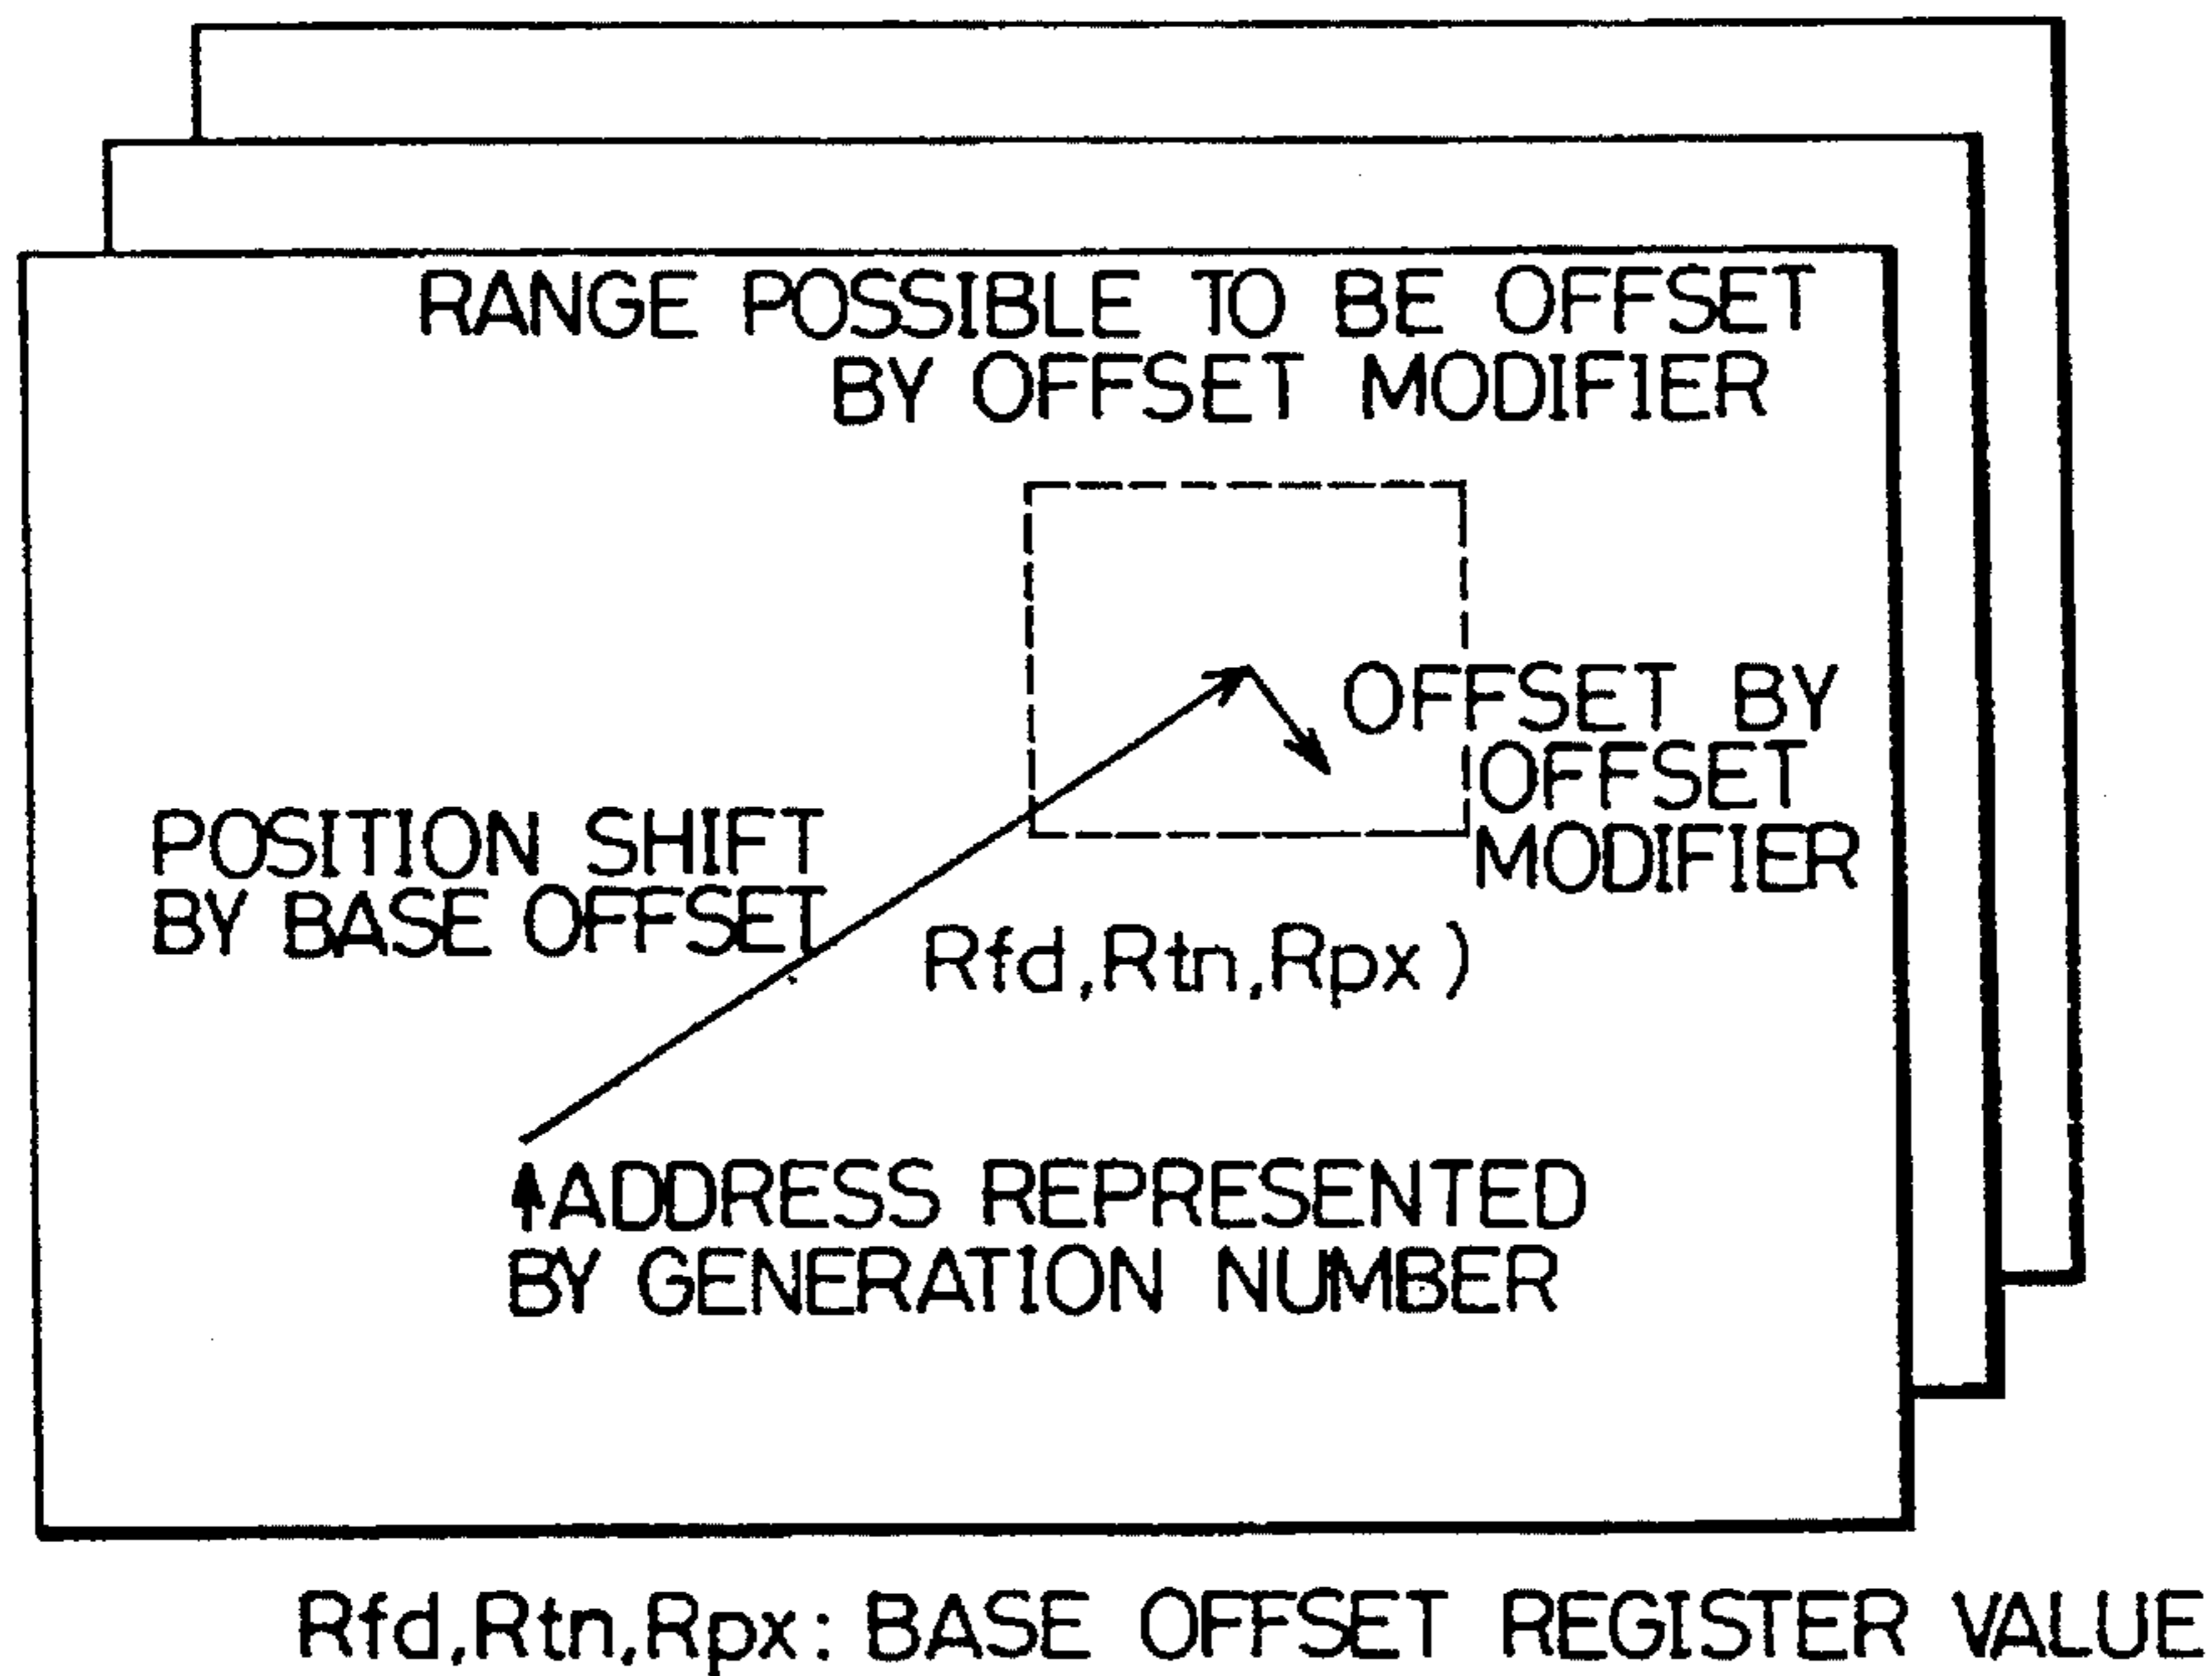 RANGE POSSIBLE TO BE OFFSET
BY OFFSET MODIFIER
OFFSET BY
OFFSET
MODIFIER
POSITION SHIFT
BY BASE OFFSET
Rfd,Rtn,Rpx)
ADDRESS REPRESENTED
BY GENERATION NUMBER
Rfd,Rtn,Rpx: BASE OFFSET REGISTER VALUE